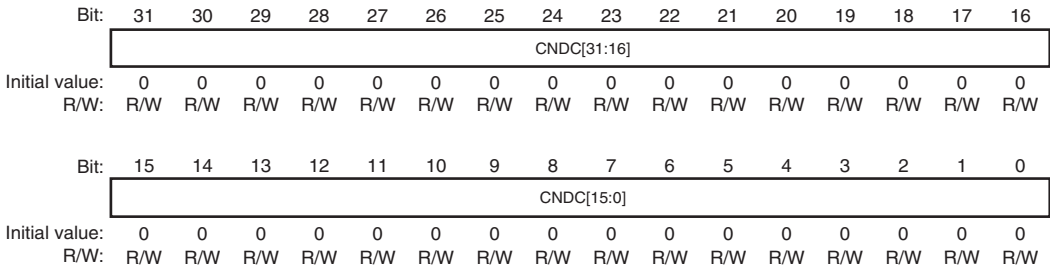 Bit: 31 30 29 28 27 26 25 24 23 22 21 20 19 18 17 16
CNDC[31:16]
Initial value: 0 0 0 0 0 0 0 0 0 0 0 0 0 0 0 0
R/W: R/W R/W R/W R/W R/W R/W R/W R/W R/W R/W R/W R/W R/W R/W R/W R/W
Bit: 15 14 13 12 11 10 9 8 7 6 5 4 3 2 1 0
CNDC[15:0]
Initial value: 0 0 0 0 0 0 0 0 0 0 0 0 0 0 0 0
R/W: R/W R/W R/W R/W R/W R/W R/W R/W R/W R/W R/W R/W R/W R/W R/W R/W